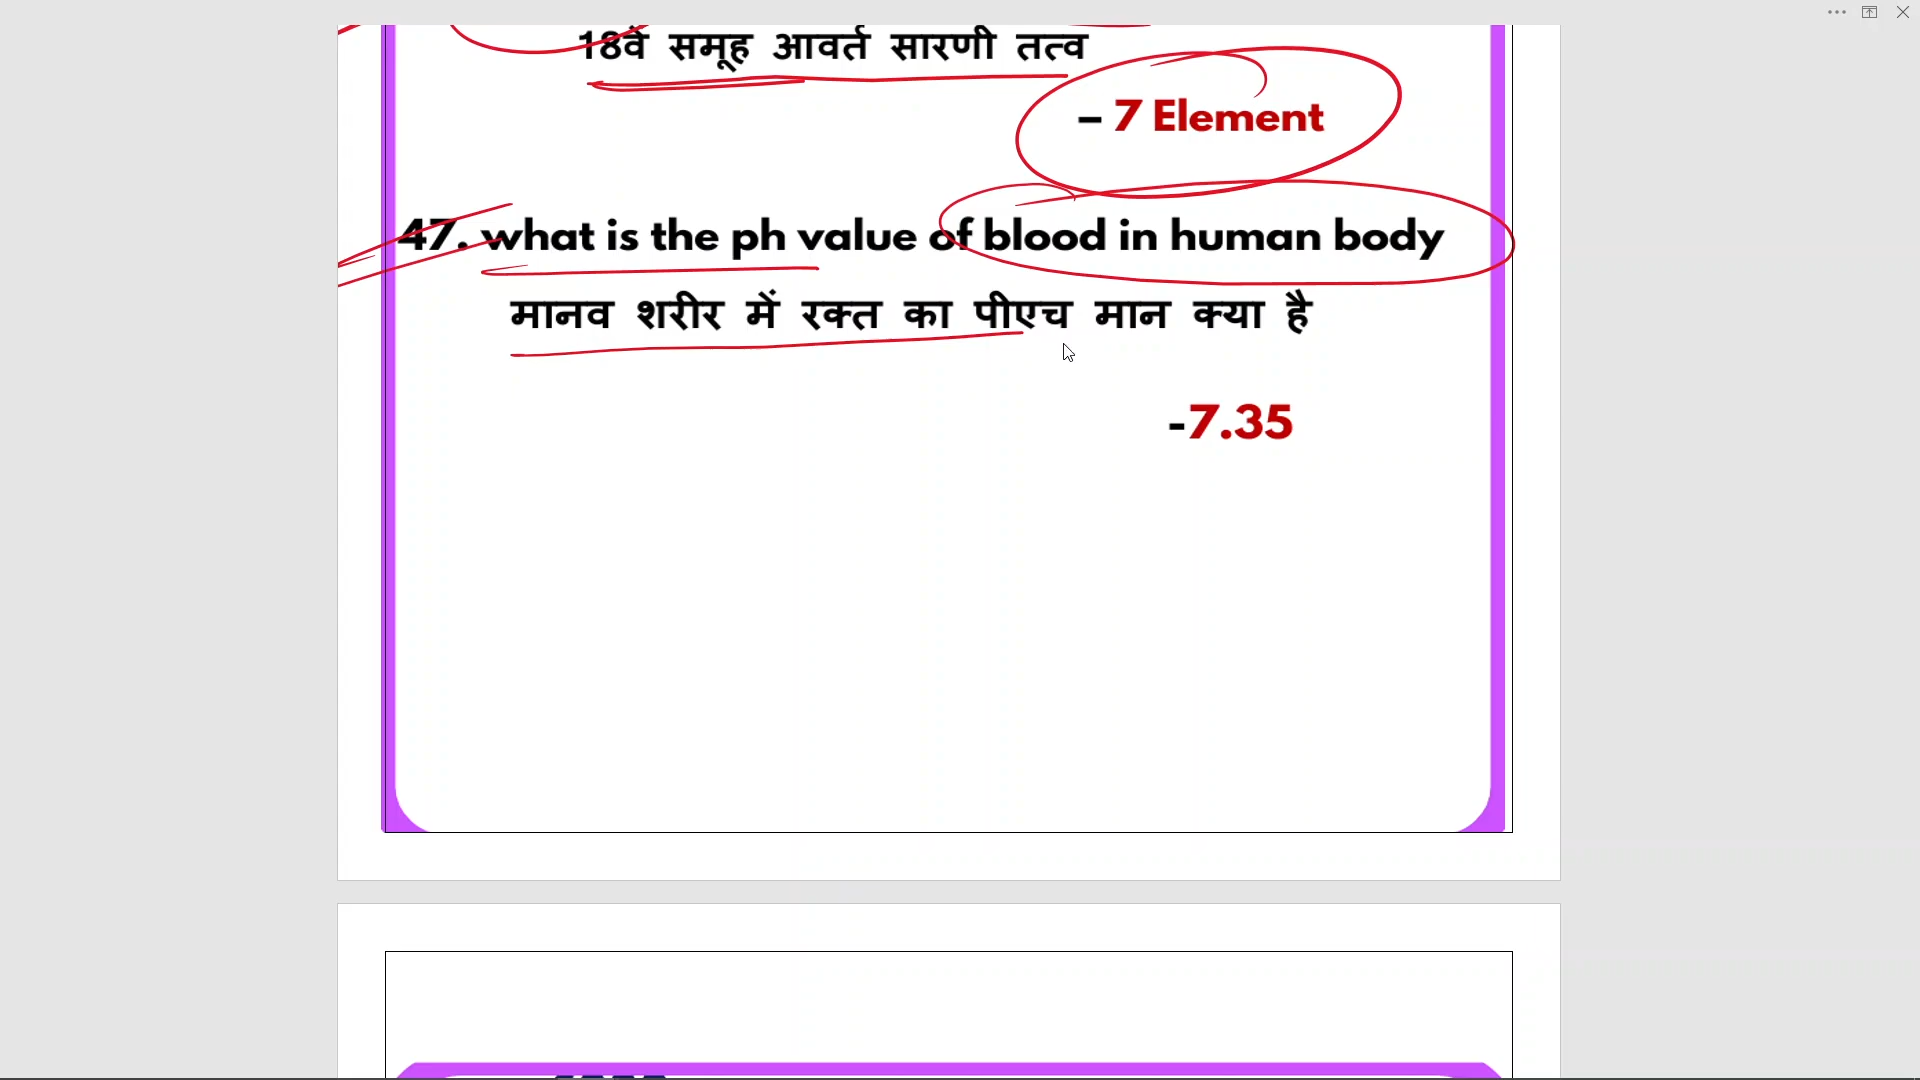 18वे समूह आवर्त सारणी तत्व
– 7 Element
47. what is the ph value of blood in human body
मानव शरीर में रक्त का पीएच मान क्या है
-7.35